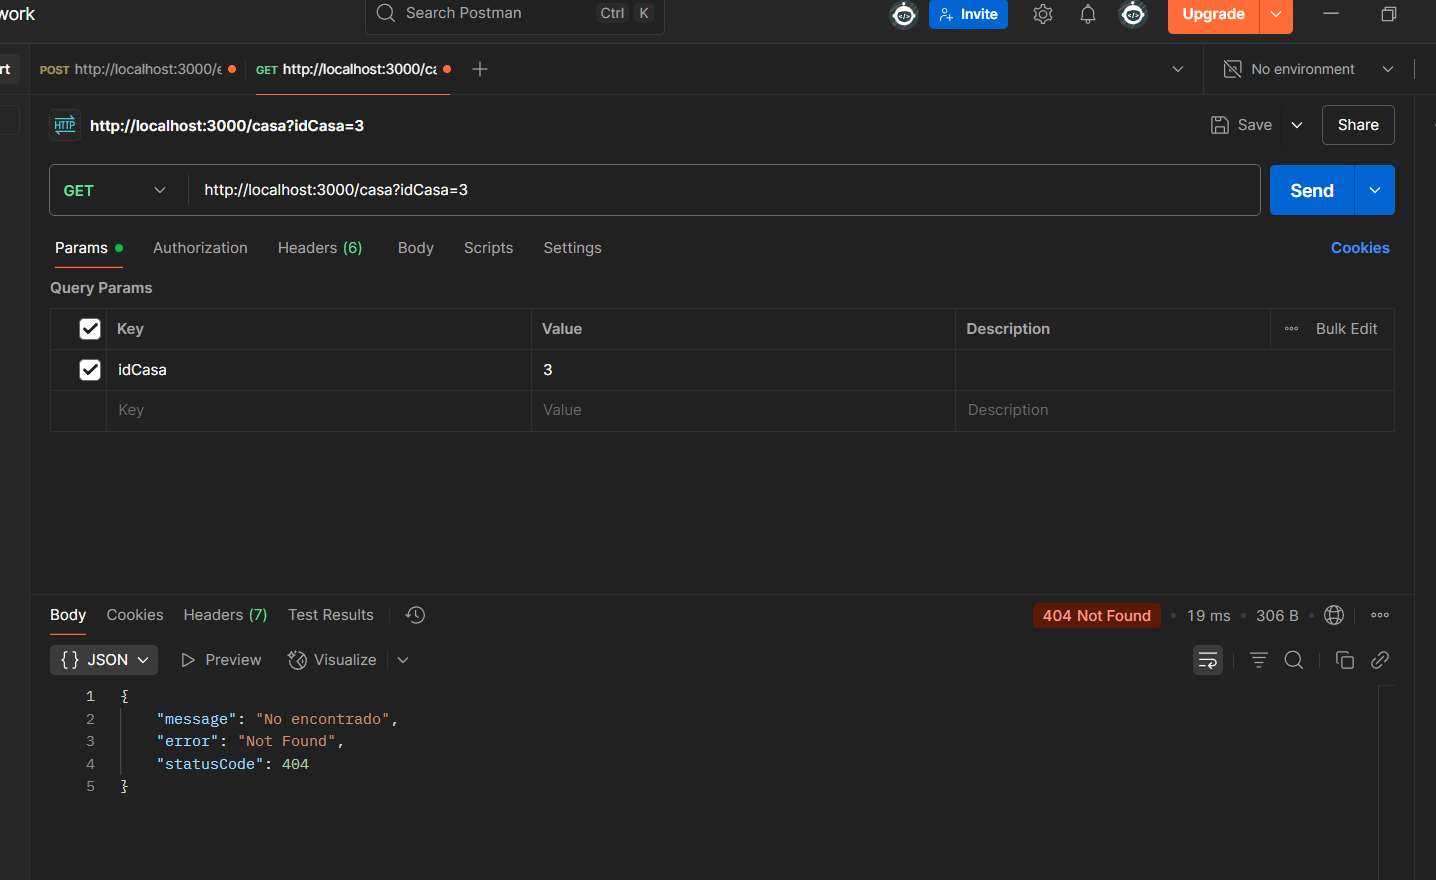 work
Search Postman
Ctrl K
Invite
Upgrade
rt
POST http://localhost:3000/e
GET http://localhost:3000/ca
No environment
HTTP
http://localhost:3000/casa?idCasa=3
Save
Share
GET
http://localhost:3000/casa?idCasa=3
Send
Params
Authorization
Headers (6)
Body
Scripts
Settings
Cookies
Query Params
Key Value Description Bulk Edit
idCasa 3
Key Value Description
Body Cookies Headers (7) Test Results
404 Not Found 19 ms 306 B
{} JSON Preview Visualize
1 {
2 "message": "No encontrado",
3 "error": "Not Found",
4 "statusCode": 404
5 }